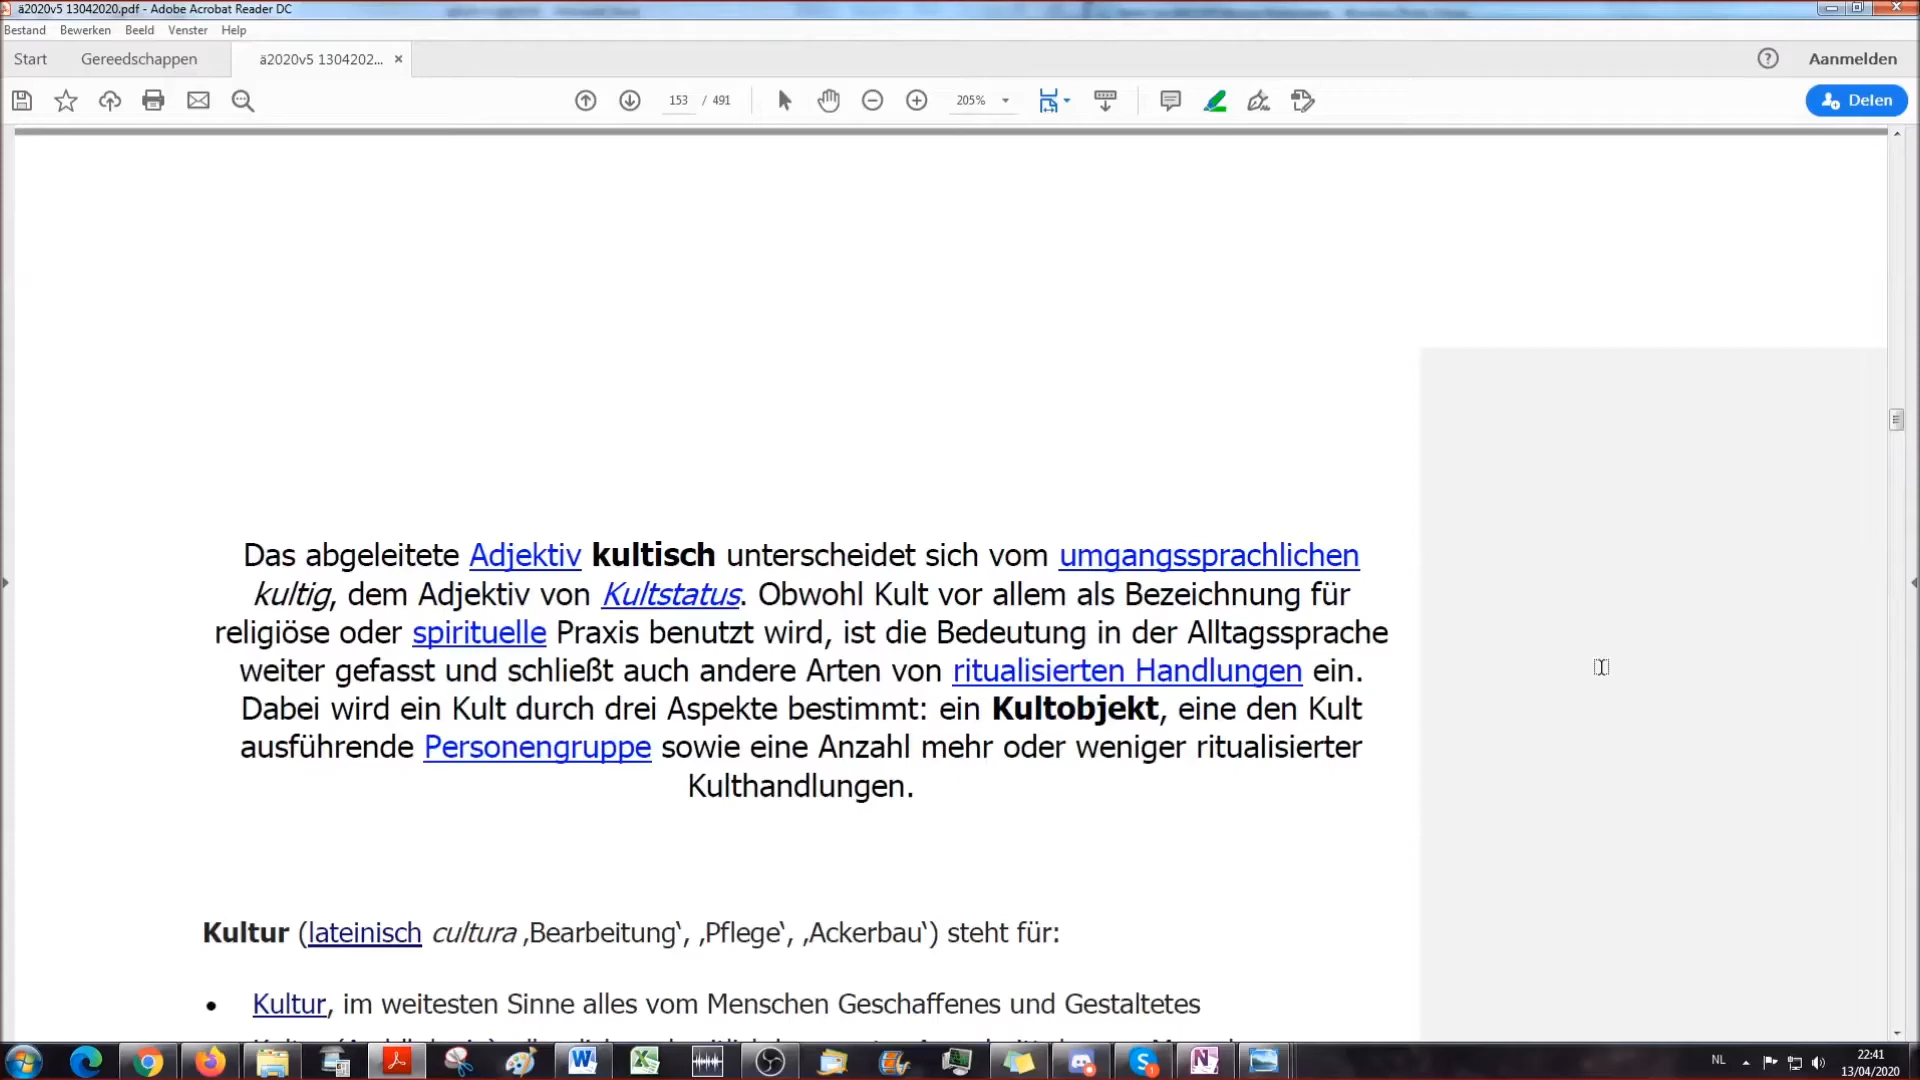 ä2020v5 13042020.pdf - Adobe Acrobat Reader DC
Bestand Bewerken Beeld Venster Help
Start Gereedschappen ä2020v5 1304202... × Aanmelden
153 / 491 205% Delen
Das abgeleitete Adjektiv kultisch unterscheidet sich vom umgangssprachlichen
kultig, dem Adjektiv von Kultstatus. Obwohl Kult vor allem als Bezeichnung für
religiöse oder spirituelle Praxis benutzt wird, ist die Bedeutung in der Alltagssprache
weiter gefasst und schließt auch andere Arten von ritualisierten Handlungen ein.
Dabei wird ein Kult durch drei Aspekte bestimmt: ein Kultobjekt, eine den Kult
ausführende Personengruppe sowie eine Anzahl mehr oder weniger ritualisierter
Kulthandlungen.
Kultur (lateinisch cultura ‚Bearbeitung‘, ‚Pflege‘, ‚Ackerbau‘) steht für:
• Kultur, im weitesten Sinne alles vom Menschen Geschaffenes und Gestaltetes
NL 22:41
13/04/2020